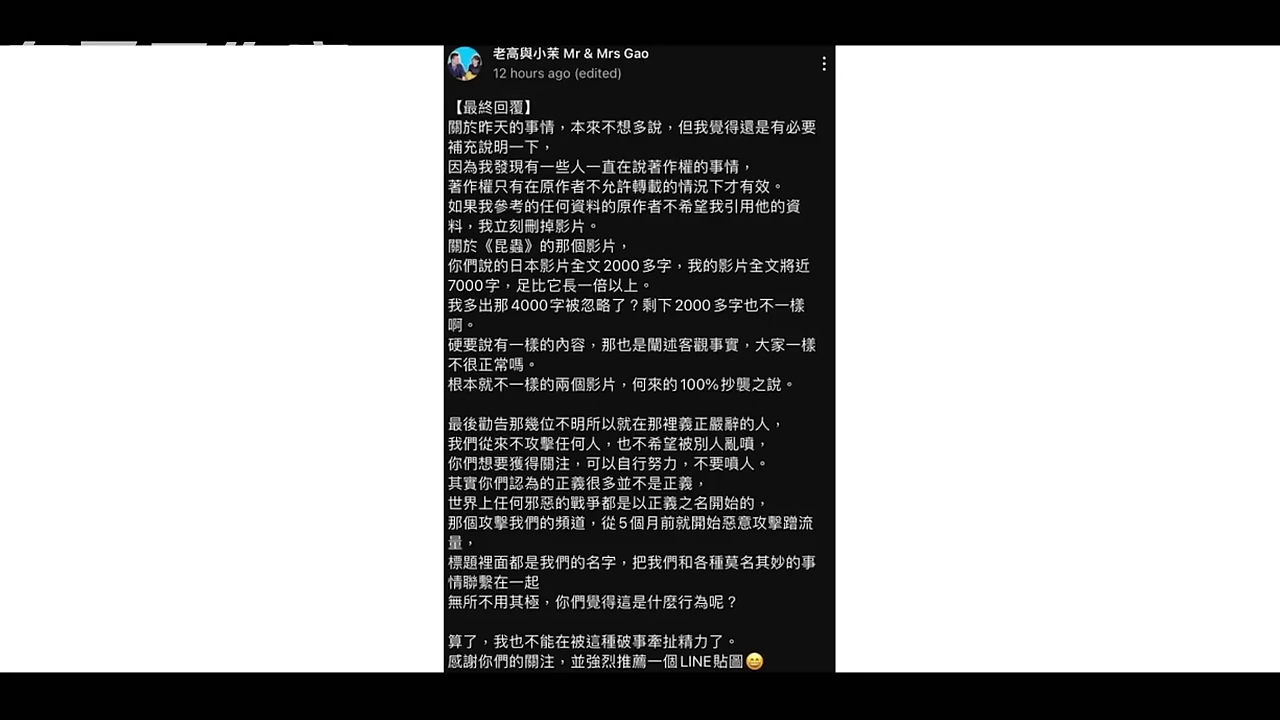 老高與小茉 Mr & Mrs Gao
12 hours ago (edited)
【最終回覆】
關於昨天的事情，本來不想多說，但我覺得還是有必要
補充說明一下，
因為我發現有一些人一直在說著作權的事情，
著作權只有在原作者不允許轉載的情況下才有效。
如果我參考的任何資料的原作者不希望我引用他的資
料，我立刻刪掉影片。
關於《昆蟲》的那個影片，
你們說的日本影片全文2000多字，我的影片全文將近
7000字，足比它長一倍以上。
我多出那4000字被忽略了？剩下2000多字也不一樣
啊。
硬要說有一樣的內容，那也是闡述客觀事實，大家一樣
不很正常嗎。
根本就不一樣的兩個影片，何來的100%抄襲之說。
最後勸告那幾位不明所以就在那裡義正嚴辭的人，
我們從來不攻擊任何人，也不希望被別人亂噴，
你們想要獲得關注，可以自行努力，不要噴人。
其實你們認為的正義很多並不是正義，
世界上任何邪惡的戰爭都是以正義之名開始的，
那個攻擊我們的頻道，從5個月前就開始惡意攻擊蹭流
量，
標題裡面都是我們的名字，把我們和各種莫名其妙的事
情聯繫在一起
無所不用其極，你們覺得這是什麼行為呢？
算了，我也不能在被這種破事牽扯精力了。
感謝你們的關注，並強烈推薦一個LINE貼圖😄